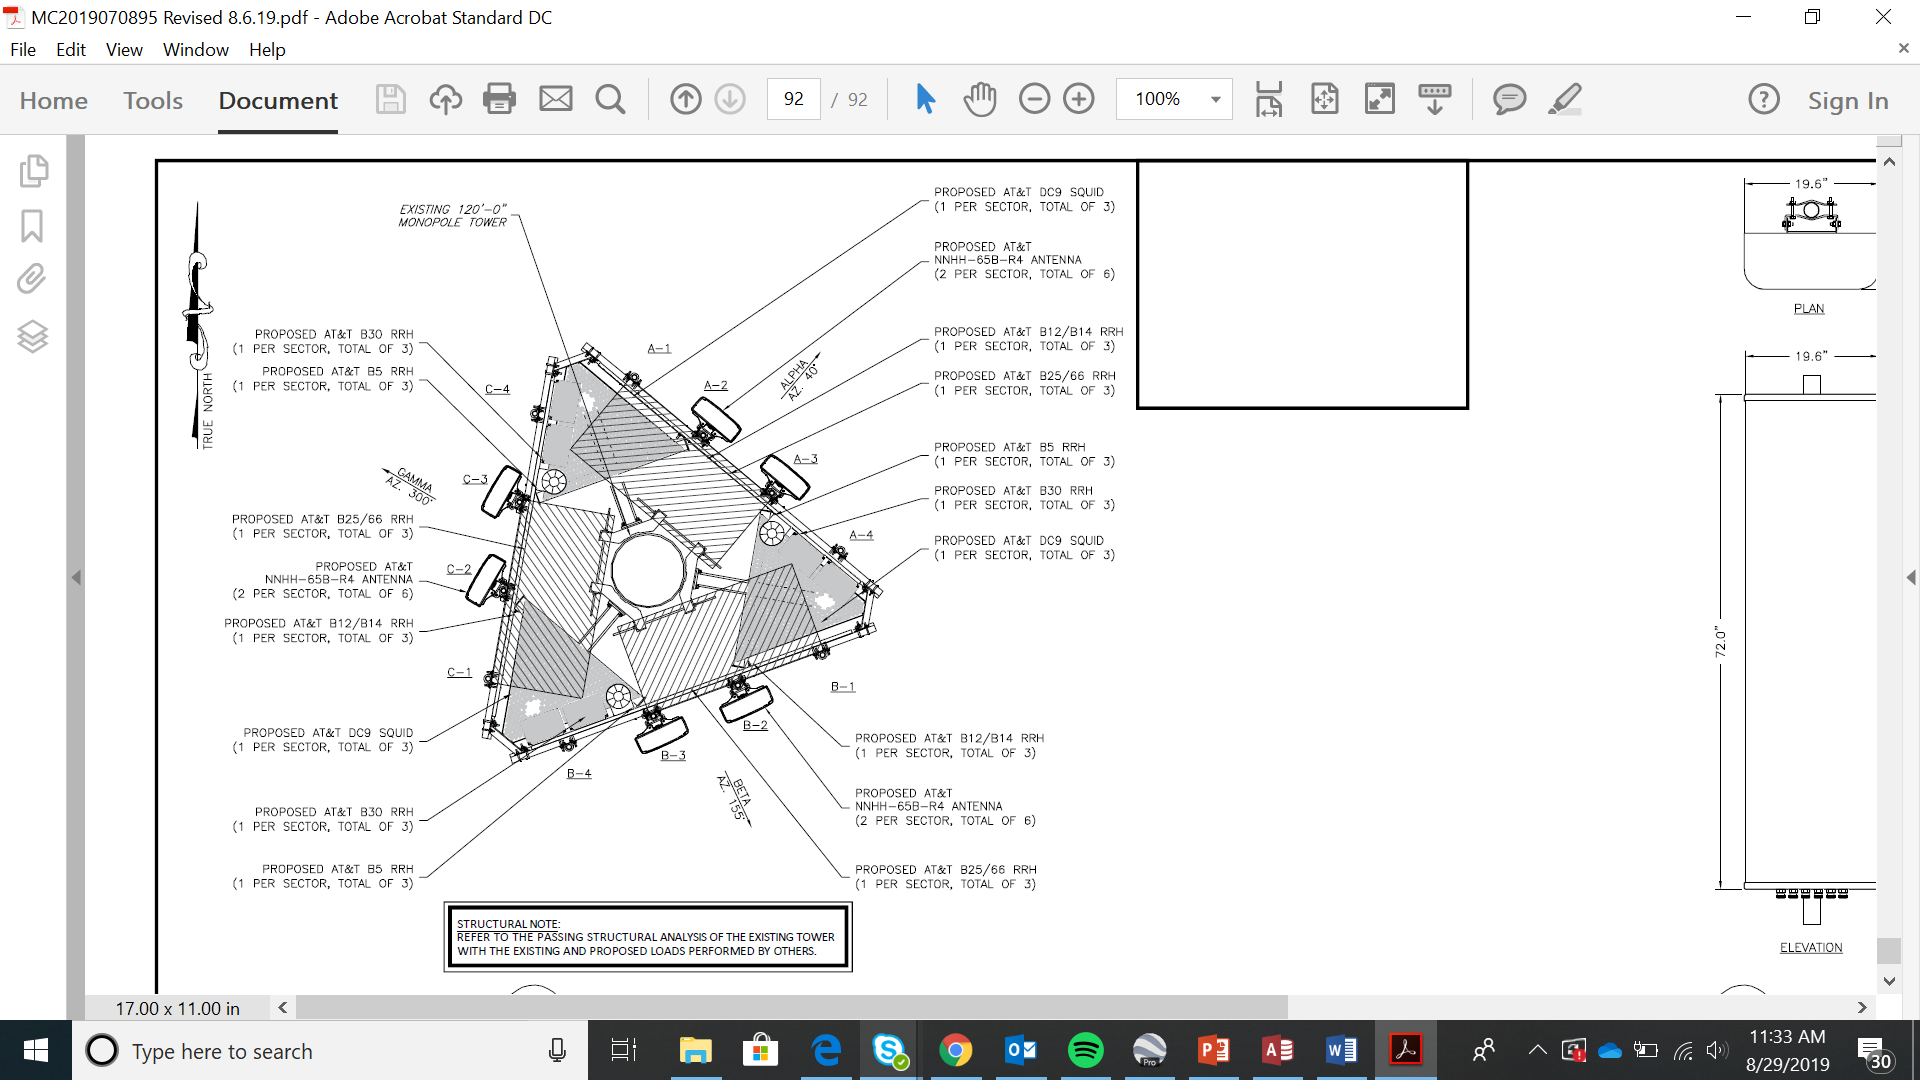 MC2019070895 Revised 8.6.19.pdf - Adobe Acrobat Standard DC
File Edit View Window Help
Home Tools Document 92 / 92 100% Sign In
EXISTING 120'-0"
MONOPOLE TOWER
PROPOSED AT&T DC9 SQUID
(1 PER SECTOR, TOTAL OF 3)
PROPOSED AT&T
NNHH-65B-R4 ANTENNA
(2 PER SECTOR, TOTAL OF 6)
PROPOSED AT&T B12/B14 RRH
(1 PER SECTOR, TOTAL OF 3)
PROPOSED AT&T B25/66 RRH
(1 PER SECTOR, TOTAL OF 3)
PROPOSED AT&T B5 RRH
(1 PER SECTOR, TOTAL OF 3)
PROPOSED AT&T B30 RRH
(1 PER SECTOR, TOTAL OF 3)
PROPOSED AT&T DC9 SQUID
(1 PER SECTOR, TOTAL OF 3)
TRUE NORTH
PROPOSED AT&T B30 RRH
(1 PER SECTOR, TOTAL OF 3)
PROPOSED AT&T B5 RRH
(1 PER SECTOR, TOTAL OF 3)
PROPOSED AT&T B25/66 RRH
(1 PER SECTOR, TOTAL OF 3)
PROPOSED AT&T
NNHH-65B-R4 ANTENNA
(2 PER SECTOR, TOTAL OF 6)
PROPOSED AT&T B12/B14 RRH
(1 PER SECTOR, TOTAL OF 3)
PROPOSED AT&T DC9 SQUID
(1 PER SECTOR, TOTAL OF 3)
PROPOSED AT&T B30 RRH
(1 PER SECTOR, TOTAL OF 3)
PROPOSED AT&T B5 RRH
(1 PER SECTOR, TOTAL OF 3)
A-1
A-2
A-3
A-4
ALPHA
AZ. 40°
B-1
B-2
B-3
B-4
BETA
AZ. 155°
C-4
C-3
C-2
C-1
GAMMA
AZ. 300°
PROPOSED AT&T B12/B14 RRH
(1 PER SECTOR, TOTAL OF 3)
PROPOSED AT&T
NNHH-65B-R4 ANTENNA
(2 PER SECTOR, TOTAL OF 6)
PROPOSED AT&T B25/66 RRH
(1 PER SECTOR, TOTAL OF 3)
STRUCTURAL NOTE:
REFER TO THE PASSING STRUCTURAL ANALYSIS OF THE EXISTING TOWER
WITH THE EXISTING AND PROPOSED LOADS PERFORMED BY OTHERS.
19.6"
PLAN
19.6"
72.0"
ELEVATION
17.00 x 11.00 in
Type here to search
Pro
11:33 AM
8/29/2019
30